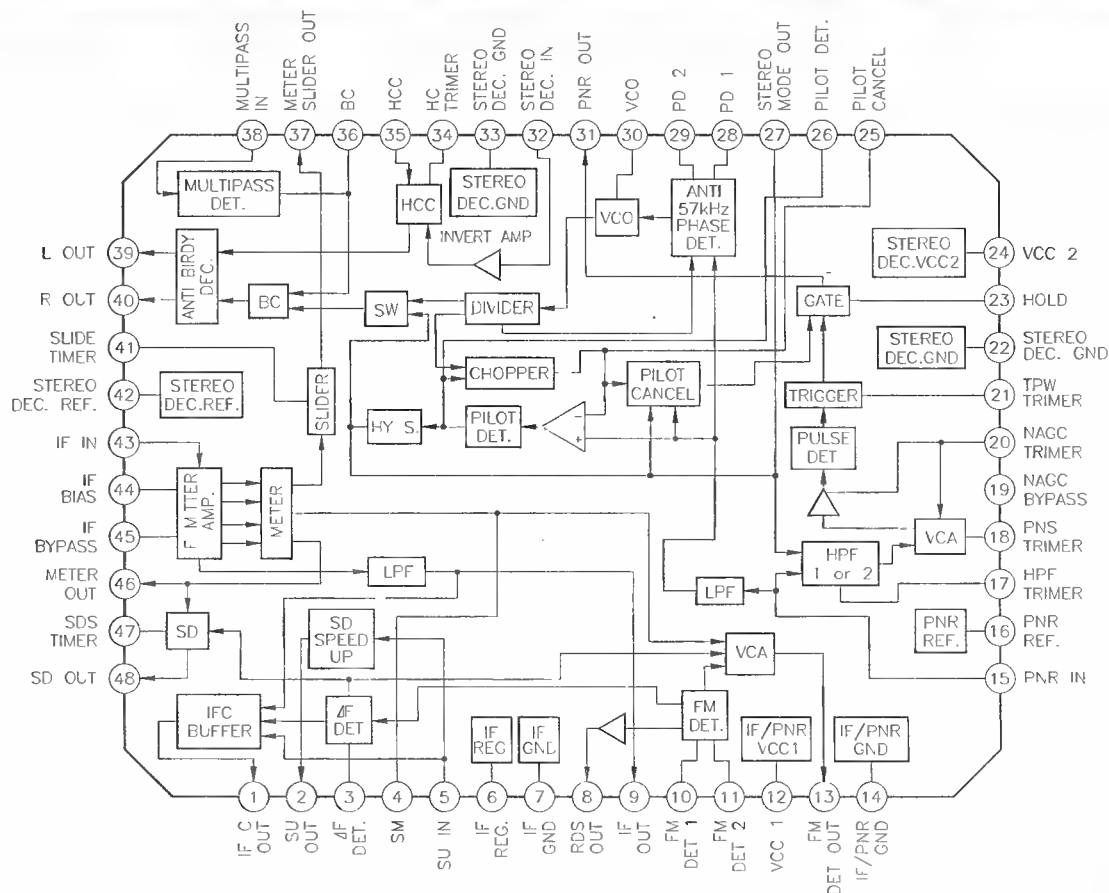 MULTIPASS
IN
METER
SLIDER OUT
BC
HCC
HC
TRIMER
STEREO
DEC. GND
STEREO
DEC. IN
PNR OUT
VCO
PD 2
PD 1
STEREO
MODE OUT
PILOT DET.
PILOT
CANCEL
38
37
36
35
34
33
32
31
30
29
28
27
26
25
MULTIPASS
DET.
HCC
STEREO
DEC.GND
INVERT AMP
VCO
ANTI
57kHz
PHASE
DET.
STEREO
DEC.VCC2
24
VCC 2
L OUT
39
ANTI BIRDY
DEC.
R OUT
40
BC
SW
DIVIDER
GATE
23
HOLD
SLIDE
TIMER
41
CHOPPER
PILOT
CANCEL
STEREO
DEC.GND
22
STEREO
DEC. GND
STEREO
DEC. REF.
42
STEREO
DEC.REF.
SLIDER
TRIGGER
21
TPW
TRIMER
HY S.
PILOT
DET.
−
+
PULSE
DET
IF IN
43
20
NAGC
TRIMER
IF
BIAS
44
F MTTER
AMP.
METER
19
NAGC
BYPASS
IF
BYPASS
45
VCA
18
PNS
TRIMER
METER
OUT
46
LPF
LPF
HPF
1 or 2
17
HPF
TRIMER
SDS
TIMER
47
SD
SD
SPEED
UP
VCA
PNR
REF.
16
PNR
REF.
SD OUT
48
15
PNR IN
IFC
BUFFER
ΔF
DET
IF
REG
IF
GND
FM
DET.
IF/PNR
VCC1
IF/PNR
GND
1
2
3
4
5
6
7
8
9
10
11
12
13
14
IF C
OUT
SU
OUT
ΔF
DET.
SM
SU IN
IF
REG.
IF
GND
RDS
OUT
IF OUT
FM
DET 1
FM
DET 2
VCC 1
FM
DET OUT
IF/PNR
GND